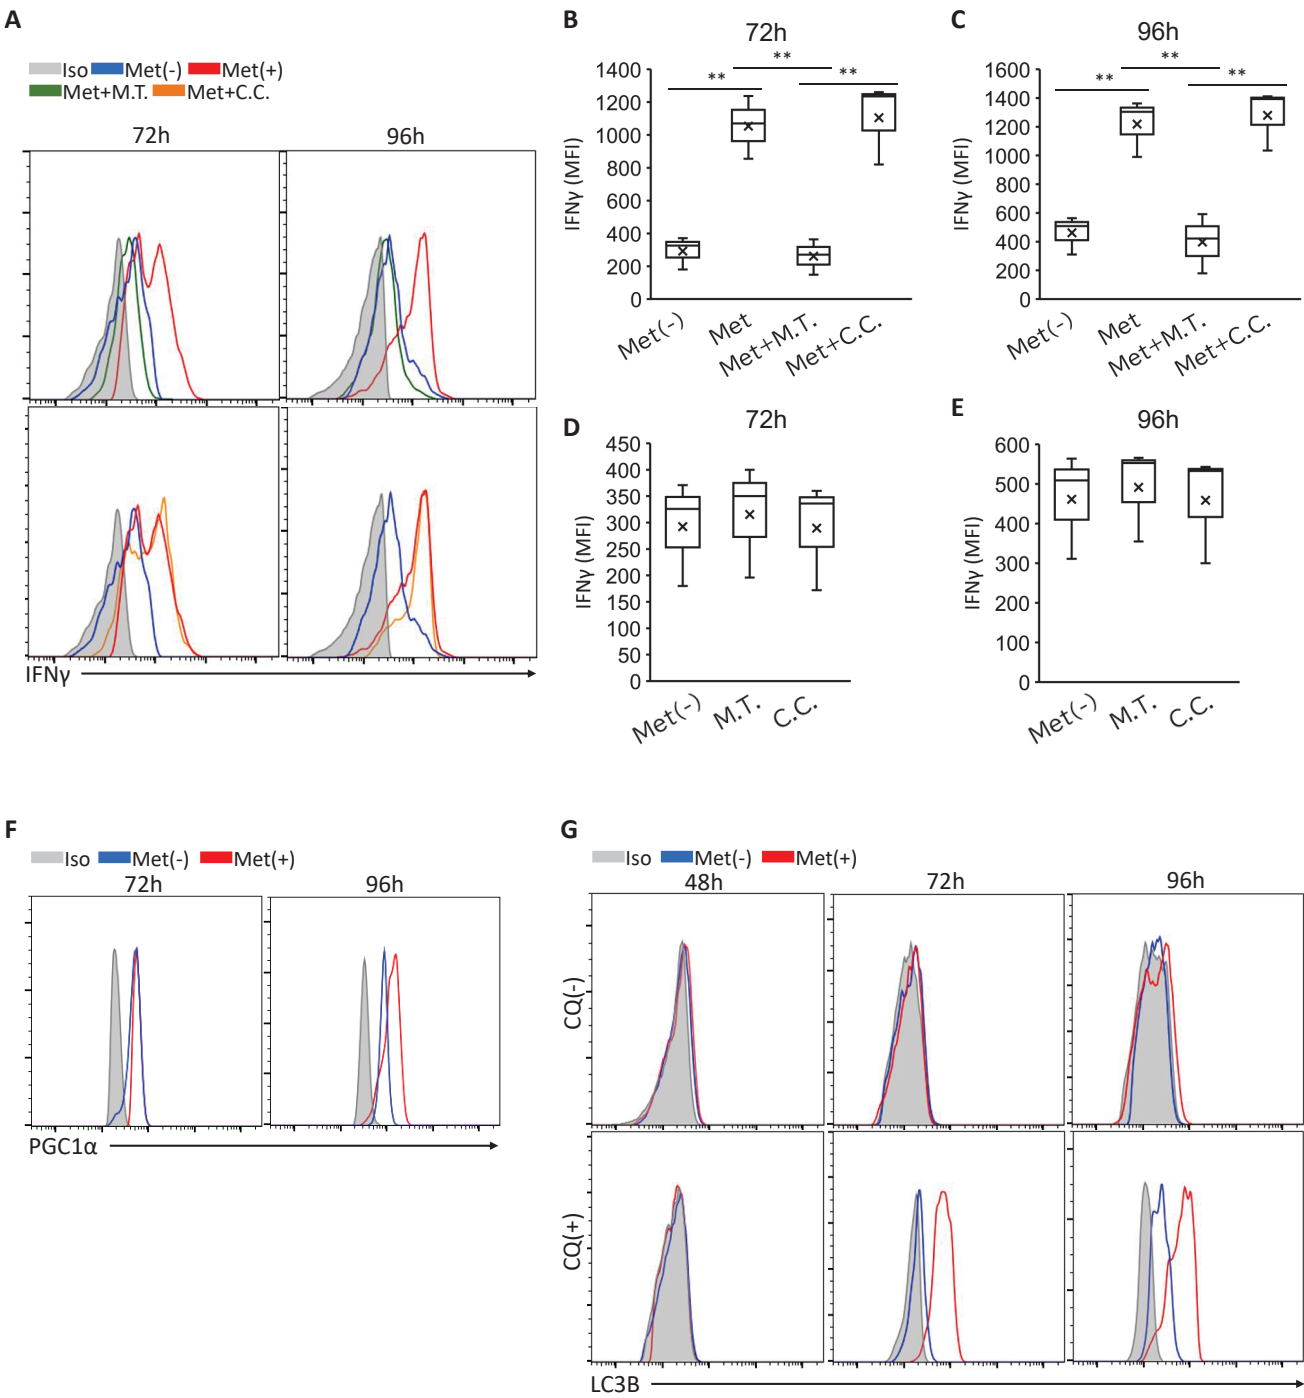 A
Iso Met(-) Met(+)
Met+M.T. Met+C.C.
72h 96h
IFNγ
B
72h
**
**
**
IFNγ (MFI)
1400
1200
1000
800
600
400
200
0
Met(-) Met Met+M.T. Met+C.C.
C
96h
**
**
**
IFNγ (MFI)
1600
1400
1200
1000
800
600
400
200
0
Met(-) Met Met+M.T. Met+C.C.
D
72h
IFNγ (MFI)
450
400
350
300
250
200
150
100
50
0
Met(-) M.T. C.C.
E
96h
IFNγ (MFI)
600
500
400
300
200
100
0
Met(-) M.T. C.C.
F
Iso Met(-) Met(+)
72h 96h
PGC1α
G
Iso Met(-) Met(+)
48h 72h 96h
CQ(-)
CQ(+)
LC3B